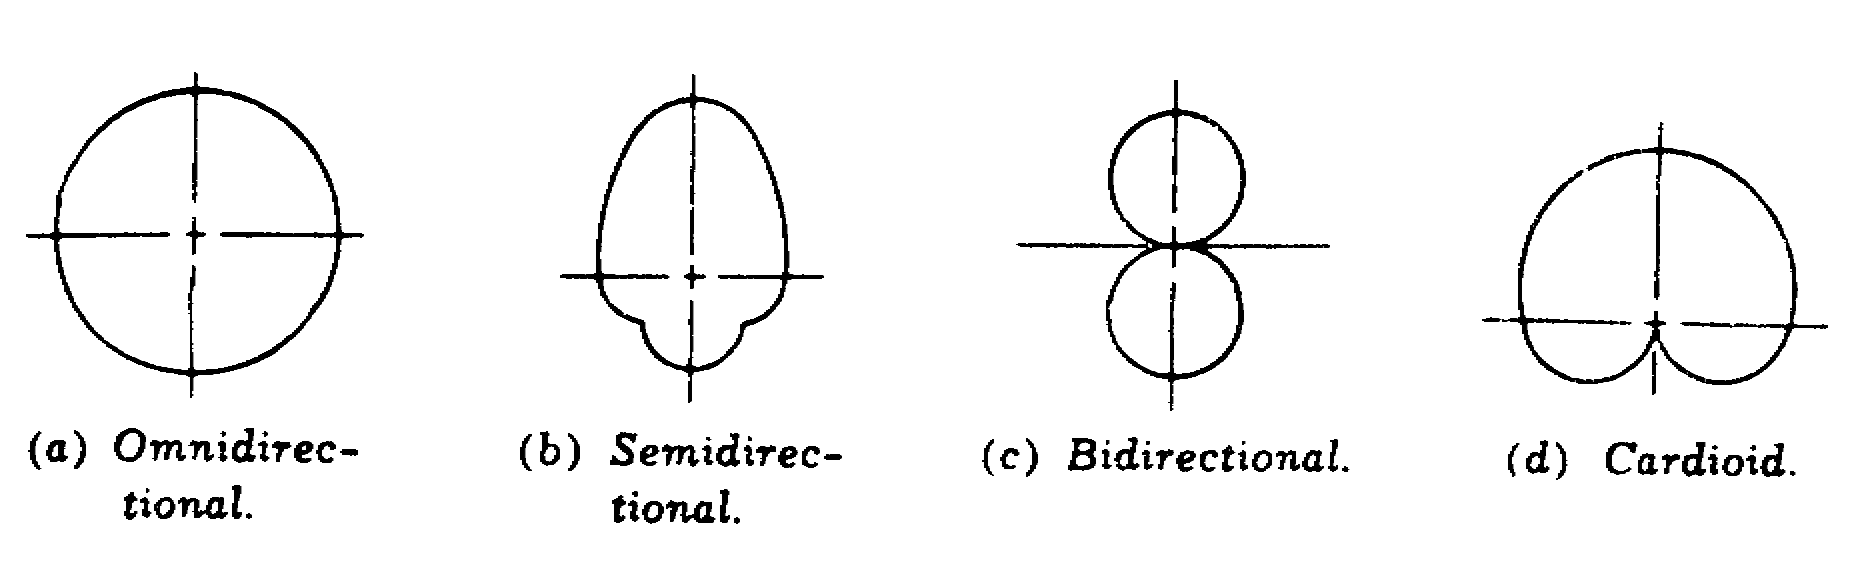 (a) Omnidirec-
tional.
(b) Semidirec-
tional.
(c) Bidirectional.
(d) Cardioid.